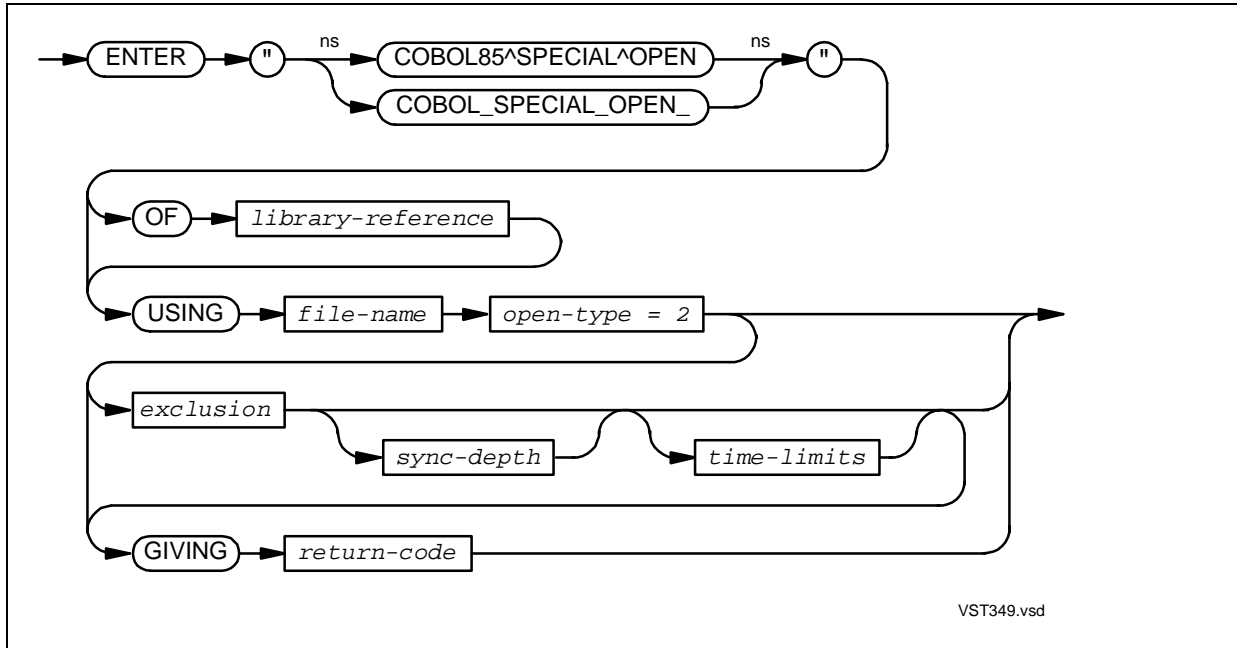 ENTER " ns COBOL85^SPECIAL^OPEN ns "
COBOL_SPECIAL_OPEN_
OF library-reference
USING file-name open-type = 2
exclusion
sync-depth time-limits
GIVING return-code
VST349.vsd